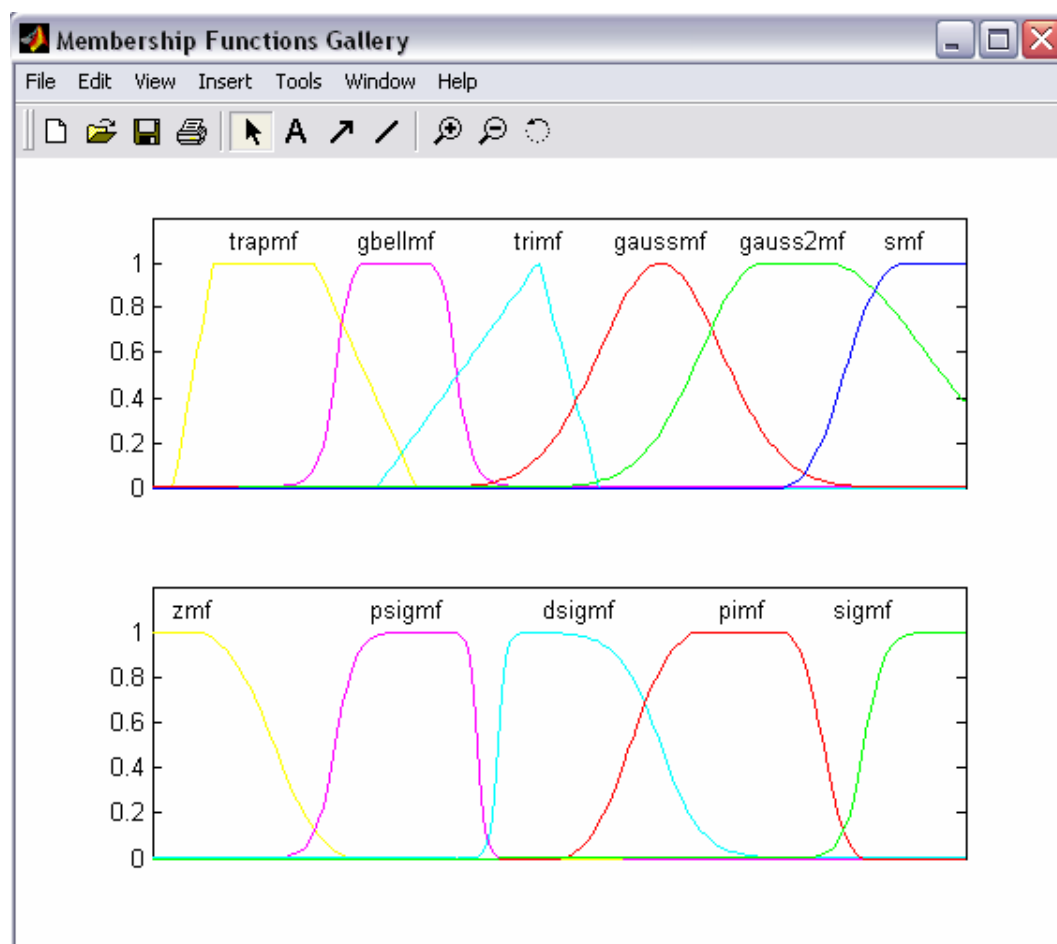 Membership Functions Gallery
File Edit View Insert Tools Window Help
A
trapmf gbellmf trimf gaussmf gauss2mf smf
1
0.8
0.6
0.4
0.2
0
zmf psigmf dsigmf pimf sigmf
1
0.8
0.6
0.4
0.2
0